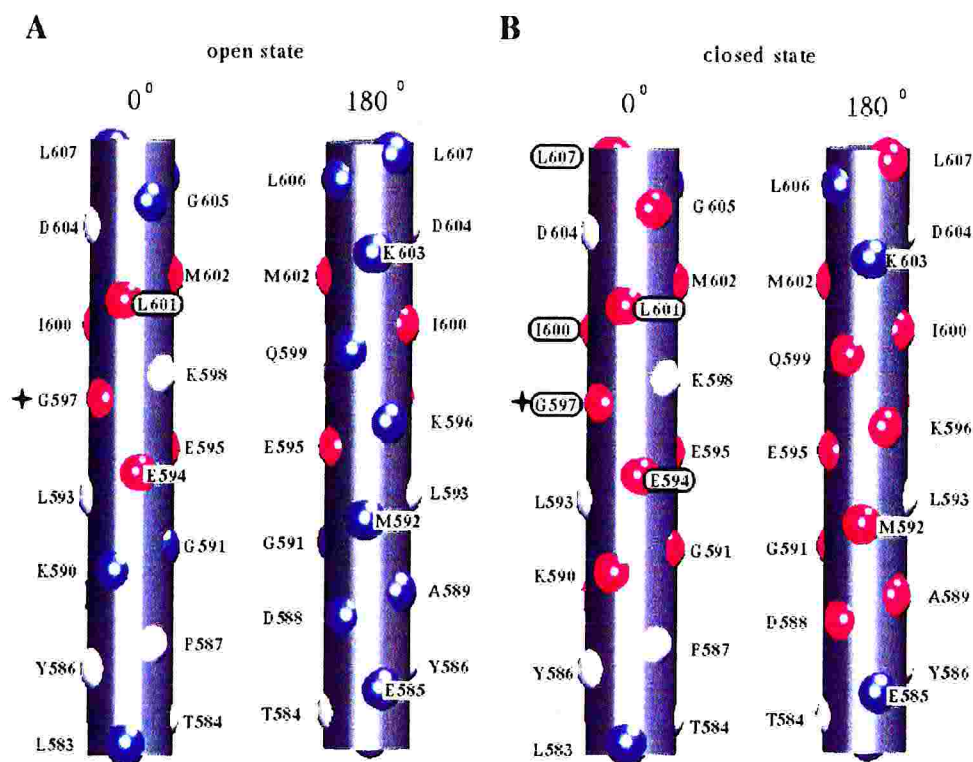 A
open state
0°
180°
L607
G605
D604
M602
L601
I600
K598
G597
E595
E594
L593
G591
K590
P587
Y586
T584
L583
L607
L606
D604
K603
M602
I600
Q599
K596
E595
L593
M592
G591
A589
D588
Y586
E585
T584
B
closed state
0°
180°
L607
G605
D604
M602
L601
I600
K598
G597
E595
E594
L593
G591
K590
P587
Y586
T584
L583
L607
L606
D604
K603
M602
I600
Q599
K596
E595
L593
M592
G591
A589
D588
Y586
E585
T584